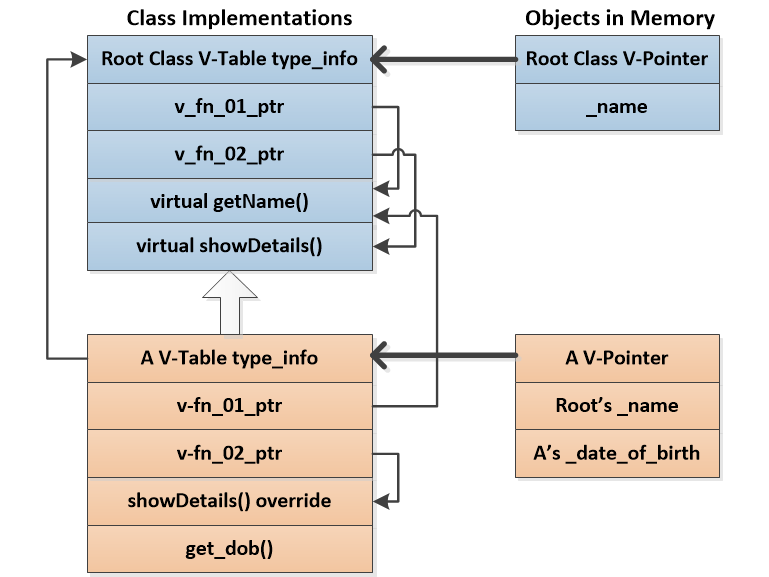 Class Implementations
Objects in Memory
Root Class V-Table type_info
Root Class V-Pointer
v_fn_01_ptr
_name
v_fn_02_ptr
virtual getName()
virtual showDetails()
A V-Table type_info
A V-Pointer
v-fn_01_ptr
Root's _name
v-fn_02_ptr
A's _date_of_birth
showDetails() override
get_dob()